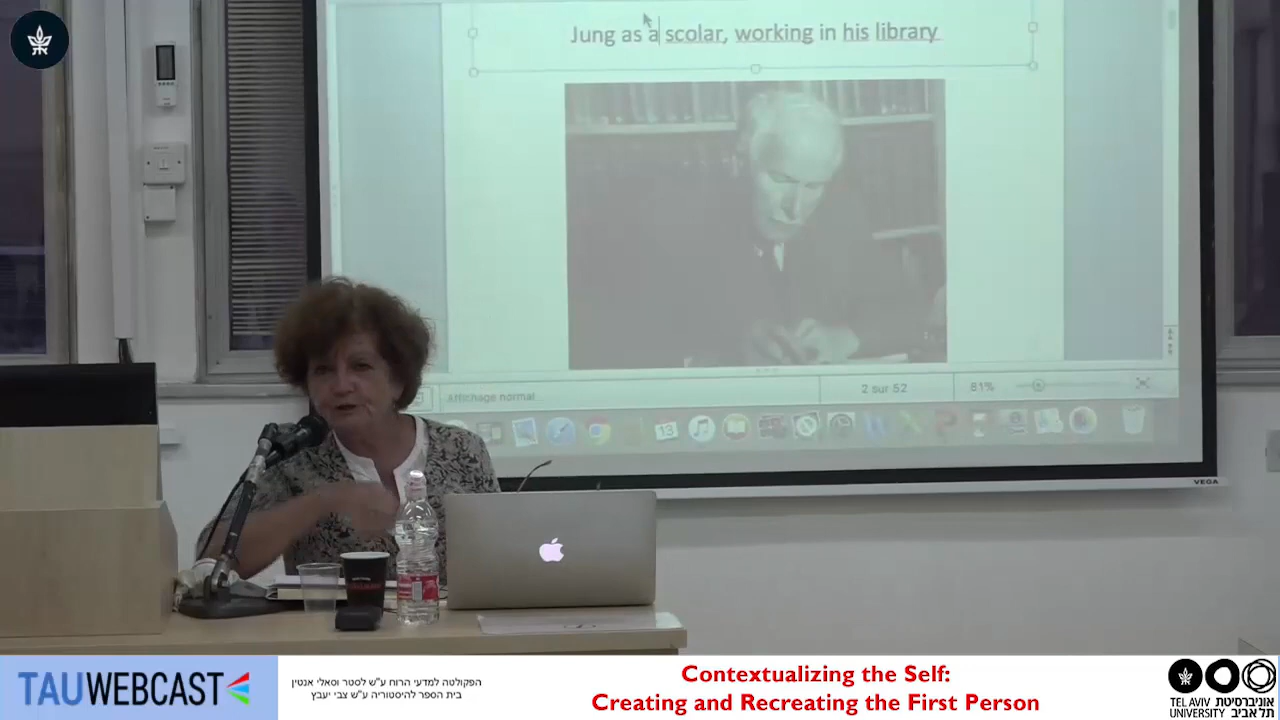 Jung as a scolar, working in his library
Affichage normal
2 sur 52
81%
13
VEGA
TAUWEBCAST
הפקולטה למדעי הרוח ע"ש לסטר וסאלי אנטין
בית הספר להיסטוריה ע"ש צבי יעבץ
Contextualizing the Self:
Creating and Recreating the First Person
TEL AVIV אוניברסיטת
UNIVERSITY תל אביב